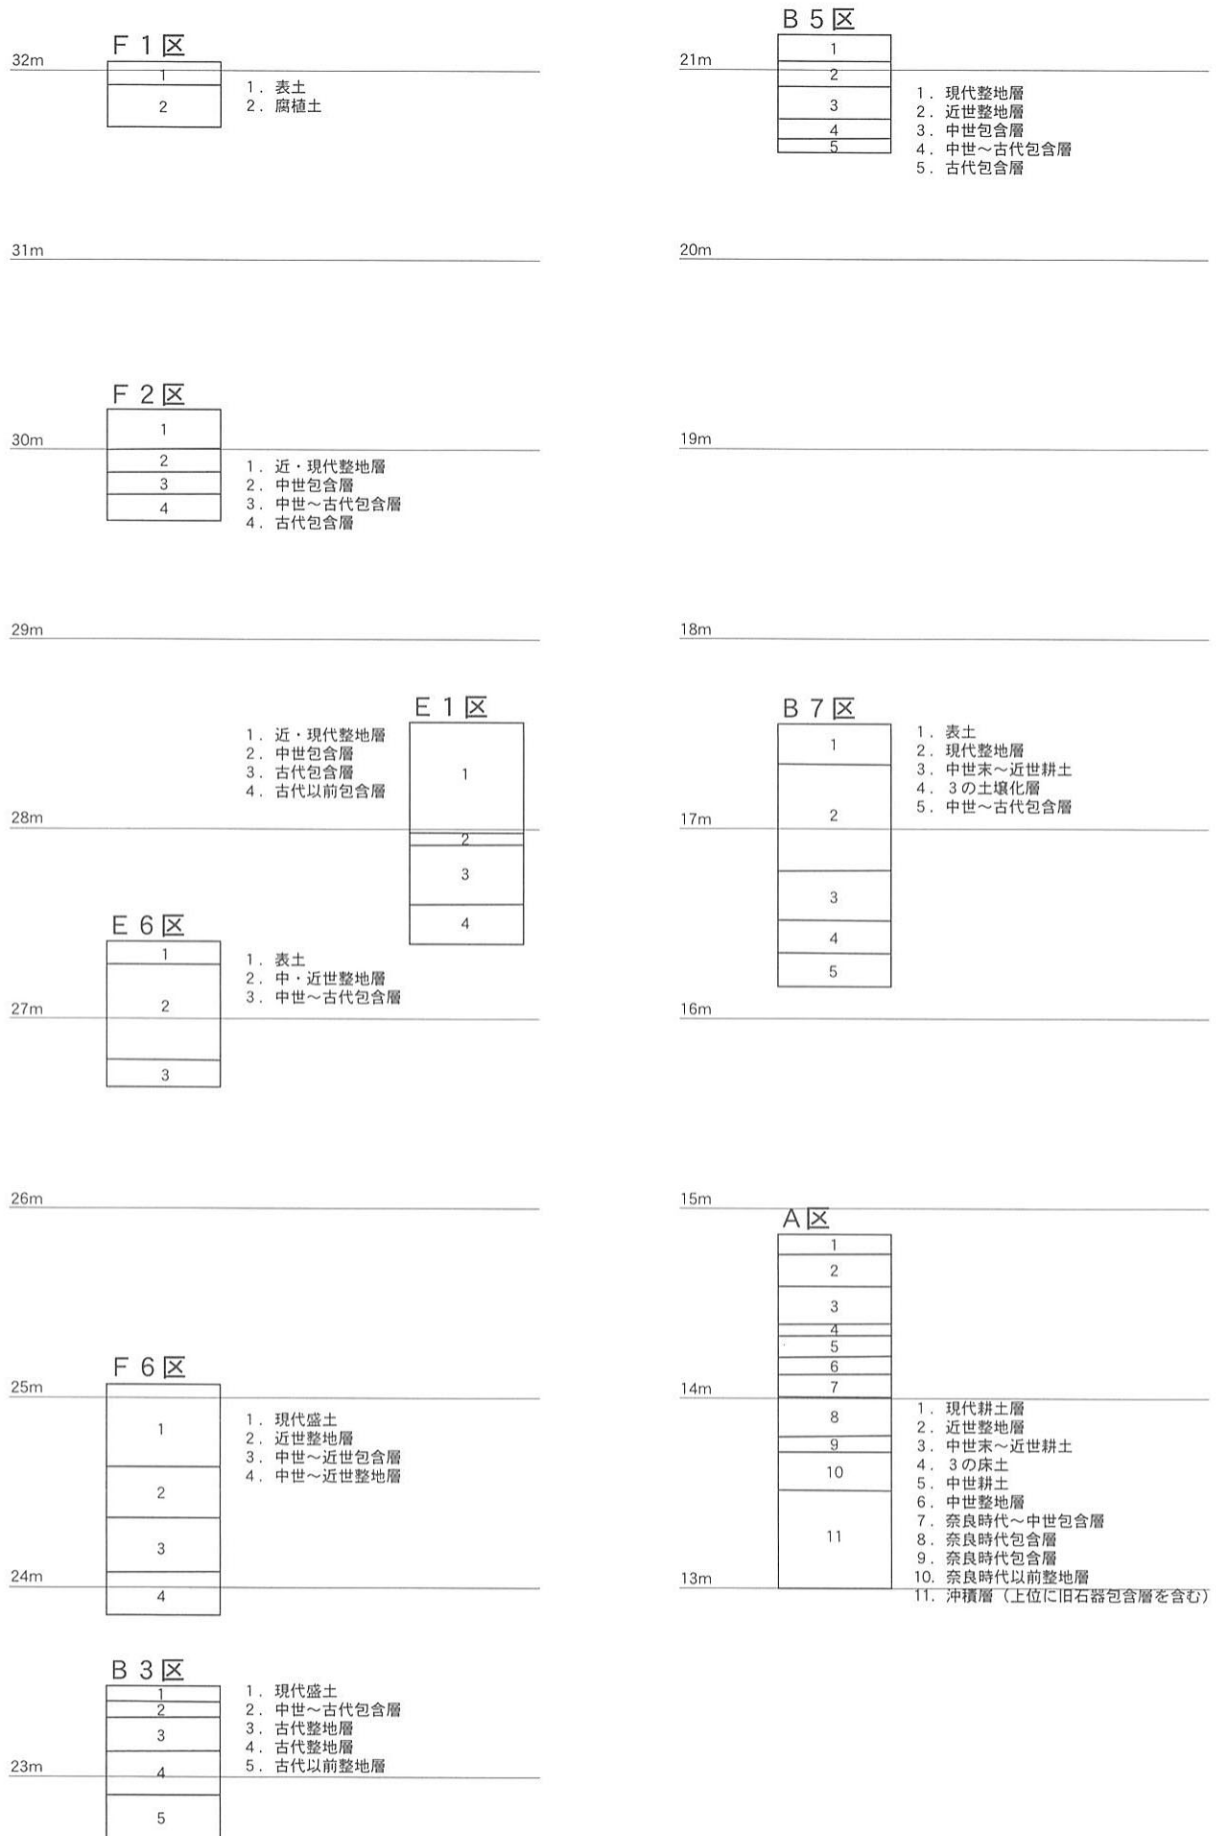 F 1区
32m
1
2
1. 表土
2. 腐植土
31m
F 2区
30m
1
2
3
4
1. 近・現代整地層
2. 中世包含層
3. 中世～古代包含層
4. 古代包含層
29m
E 1区
1. 近・現代整地層
2. 中世包含層
3. 古代包含層
4. 古代以前包含層
1
2
3
4
28m
E 6区
1
2
3
1. 表土
2. 中・近世整地層
3. 中世～古代包含層
27m
26m
F 6区
25m
1
2
3
4
1. 現代盛土
2. 近世整地層
3. 中世～近世包含層
4. 中世～近世整地層
24m
B 3区
1
2
3
4
5
1. 現代盛土
2. 中世～古代包含層
3. 古代整地層
4. 古代整地層
5. 古代以前整地層
23m
B 5区
21m
1
2
3
4
5
1. 現代整地層
2. 近世整地層
3. 中世包含層
4. 中世～古代包含層
5. 古代包含層
20m
19m
18m
B 7区
1
2
3
4
5
1. 表土
2. 現代整地層
3. 中世末～近世耕土
4. 3の土壌化層
5. 中世～古代包含層
17m
16m
15m
A区
1
2
3
4
5
6
7
8
9
10
11
14m
1. 現代耕土層
2. 近世整地層
3. 中世末～近世耕土
4. 3の床土
5. 中世耕土
6. 中世整地層
7. 奈良時代～中世包含層
8. 奈良時代包含層
9. 奈良時代包含層
10. 奈良時代以前整地層
11. 沖積層（上位に旧石器包含層を含む）
13m